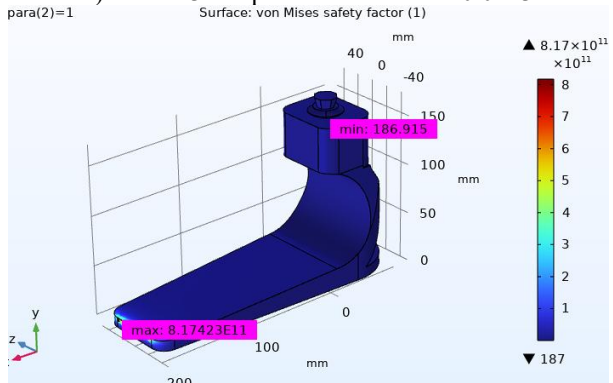 para(2)=1
Surface: von Mises safety factor (1)
mm
40
0
-40
150
min: 186.915
100
mm
50
0
0
max: 8.17423E11
100
mm
200
y
z
▲ 8.17×10¹¹
×10¹¹
8
7
6
5
4
3
2
1
▼ 187